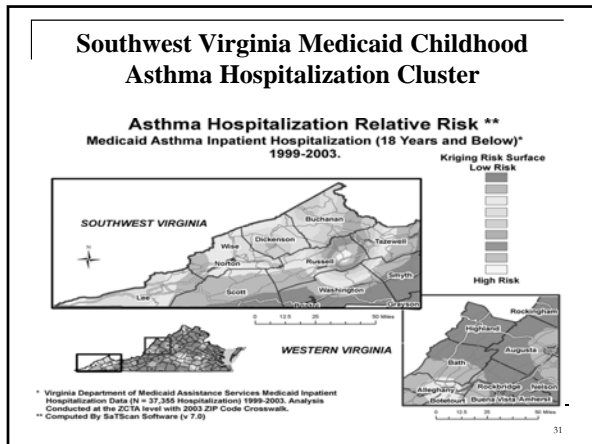 Southwest Virginia Medicaid Childhood
Asthma Hospitalization Cluster
Asthma Hospitalization Relative Risk **
Medicaid Asthma Inpatient Hospitalization (18 Years and Below)*
1999-2003.
Kriging Risk Surface
Low Risk
High Risk
SOUTHWEST VIRGINIA
N
Buchanan
Dickenson
Wise
Tazewell
Norton
Russell
Smyth
Scott
Washington
Lee
Bristol
Grayson
0 12.5 25 50 Miles
WESTERN VIRGINIA
Rockingham
Highland
Augusta
Bath
Alleghany
Rockbridge
Nelson
Botetourt
Buena Vista
Amherst
0 12.5 25 50 Miles
* Virginia Department of Medicaid Assistance Services Medicaid Inpatient
Hospitalization Data (N = 37,355 Hospitalization) 1999-2003. Analysis
Conducted at the ZCTA level with 2003 ZIP Code Crosswalk.
** Computed By SaTScan Software (v 7.0)
31